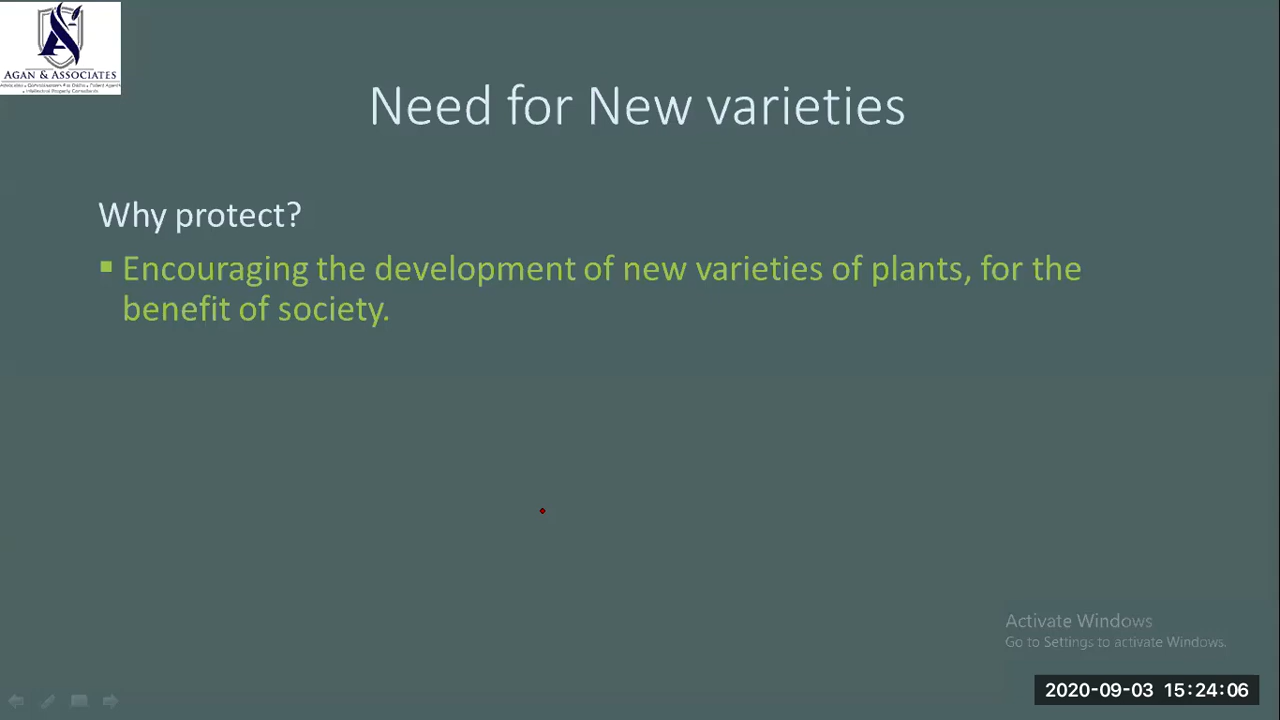 AGAN & ASSOCIATES
Need for New varieties
Why protect?
▪ Encouraging the development of new varieties of plants, for the
benefit of society.
Activate Windows
Go to Settings to activate Windows.
2020-09-03 15:24:06